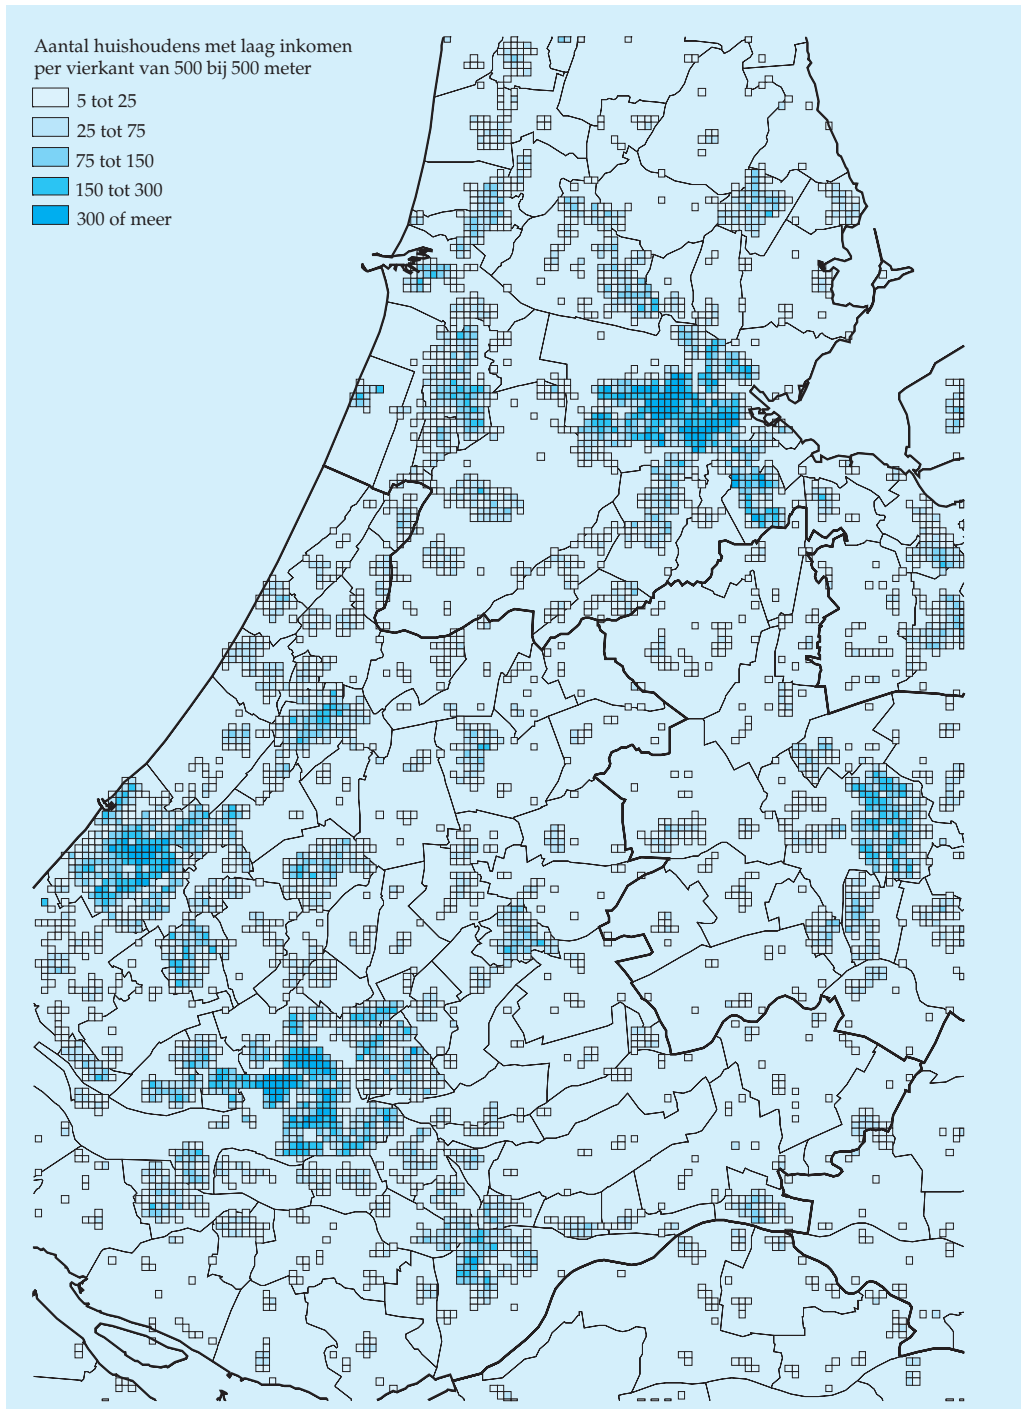 Aantal huishoudens met laag inkomen
per vierkant van 500 bij 500 meter
5 tot 25
25 tot 75
75 tot 150
150 tot 300
300 of meer